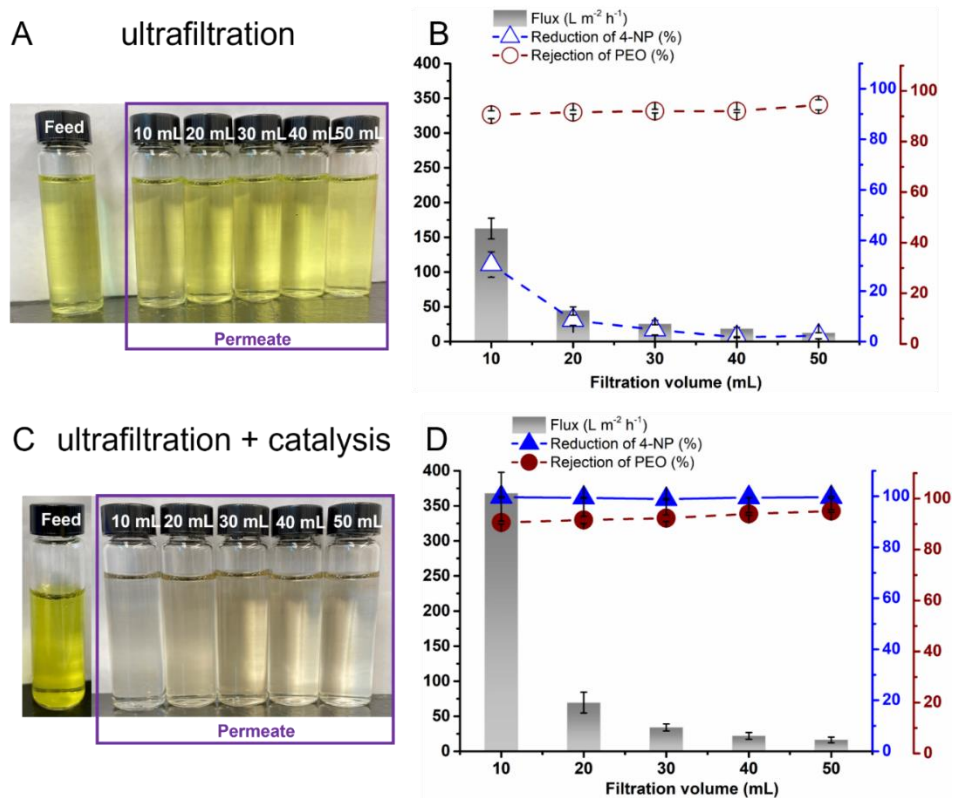 A ultrafiltration
Feed
10 mL 20 mL 30 mL 40 mL 50 mL
Permeate
B
Flux (L m⁻² h⁻¹)
Reduction of 4-NP (%)
Rejection of PEO (%)
400
350
300
250
200
150
100
50
0
10 20 30 40 50
Filtration volume (mL)
100
80
60
40
20
0
100
80
60
40
20
0
C ultrafiltration + catalysis
Feed
10 mL 20 mL 30 mL 40 mL 50 mL
Permeate
D
Flux (L m⁻² h⁻¹)
Reduction of 4-NP (%)
Rejection of PEO (%)
400
350
300
250
200
150
100
50
0
10 20 30 40 50
Filtration volume (mL)
100
80
60
40
20
0
100
80
60
40
20
0